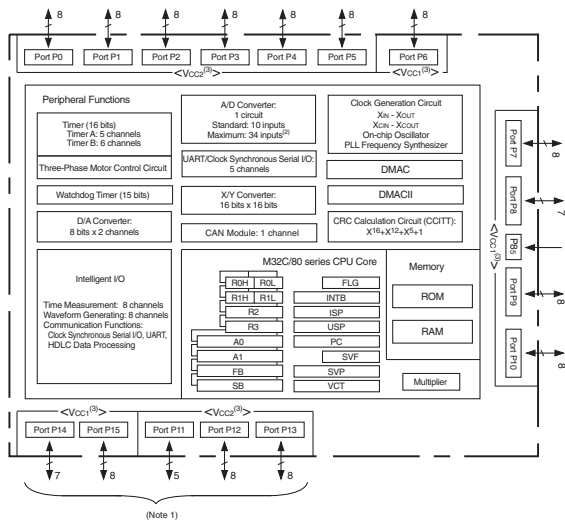 8 8 8 8 8 8 8
Port P0 Port P1 Port P2 Port P3 Port P4 Port P5 Port P6
<VCC2(3)> <VCC1(3)>
Peripheral Functions
Timer (16 bits)
Timer A: 5 channels
Timer B: 6 channels
Three-Phase Motor Control Circuit
Watchdog Timer (15 bits)
D/A Converter:
8 bits x 2 channels
Intelligent I/O
Time Measurement: 8 channels
Waveform Generating: 8 channels
Communication Functions:
Clock Synchronous Serial I/O, UART,
HDLC Data Processing
A/D Converter:
1 circuit
Standard: 10 inputs
Maximum: 34 inputs(2)
UART/Clock Synchronous Serial I/O:
5 channels
X/Y Converter:
16 bits x 16 bits
CAN Module: 1 channel
Clock Generation Circuit
XIN - XOUT
XCIN - XCOUT
On-chip Oscillator
PLL Frequency Synthesizer
DMAC
DMACII
CRC Calculation Circuit (CCITT):
X16+X12+X5+1
M32C/80 series CPU Core
R0H R0L
R1H R1L
R2
R3
A0
A1
FB
SB
FLG
INTB
ISP
USP
PC
SVF
SVP
VCT
Memory
ROM
RAM
Multiplier
<VCC1(3)>
Port P7
8
Port P8
7
P85
Port P9
8
Port P10
8
<VCC1(3)> <VCC2(3)>
Port P14 Port P15 Port P11 Port P12 Port P13
7 8 5 8 8
(Note 1)